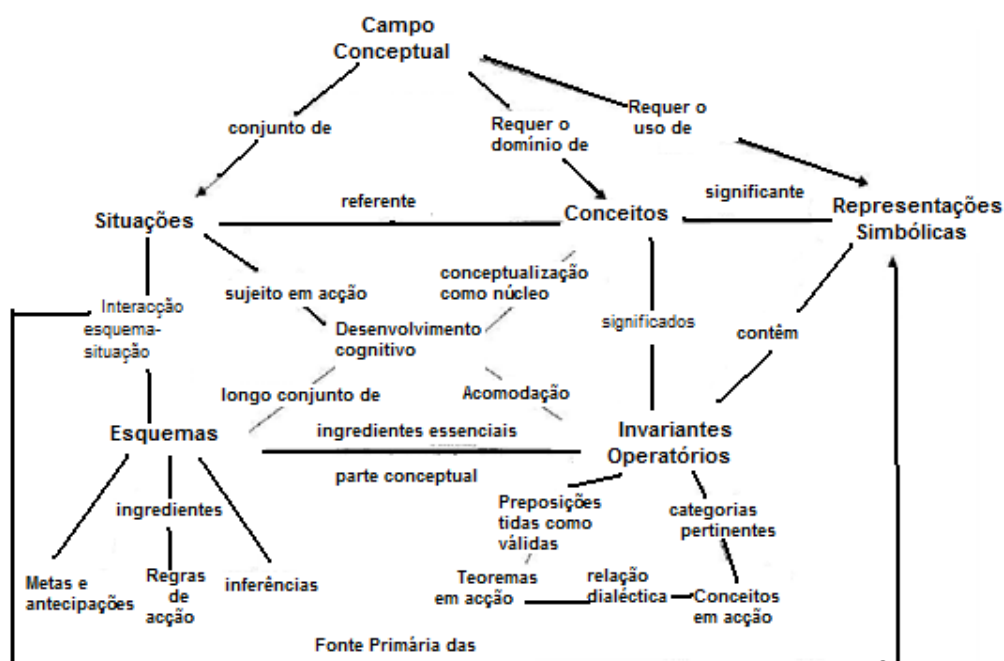 Campo
Conceptual
conjunto de
Requer o
domínio de
Requer o
uso de
Situações
referente
Conceitos
significante
Representações
Simbólicas
Interacção
esquema-
situação
sujeito em acção
conceptualização
como núcleo
Desenvolvimento
cognitivo
significados
contêm
longo conjunto de
Acomodação
Esquemas
ingredientes essenciais
parte conceptual
Invariantes
Operatórios
ingredientes
Preposições
tidas como
válidas
categorias
pertinentes
Metas e
antecipações
Regras
de
acção
inferências
Teoremas
em acção
relação
dialéctica
Conceitos
em acção
Fonte Primária das